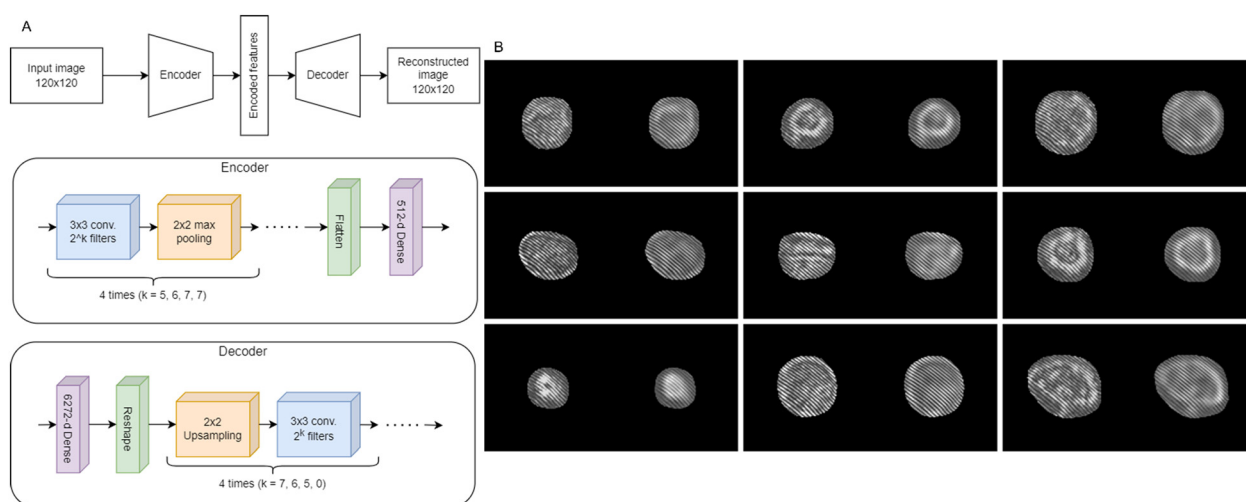 A
Input image
120x120
Encoder
Encoded features
Decoder
Reconstructed
image
120x120
Encoder
3x3 conv.
2^k filters
2x2 max
pooling
......
Flatten
512-d Dense
4 times (k = 5, 6, 7, 7)
Decoder
6272-d Dense
Reshape
2x2
Upsampling
3x3 conv.
2ᵏ filters
......
4 times (k = 7, 6, 5, 0)
B